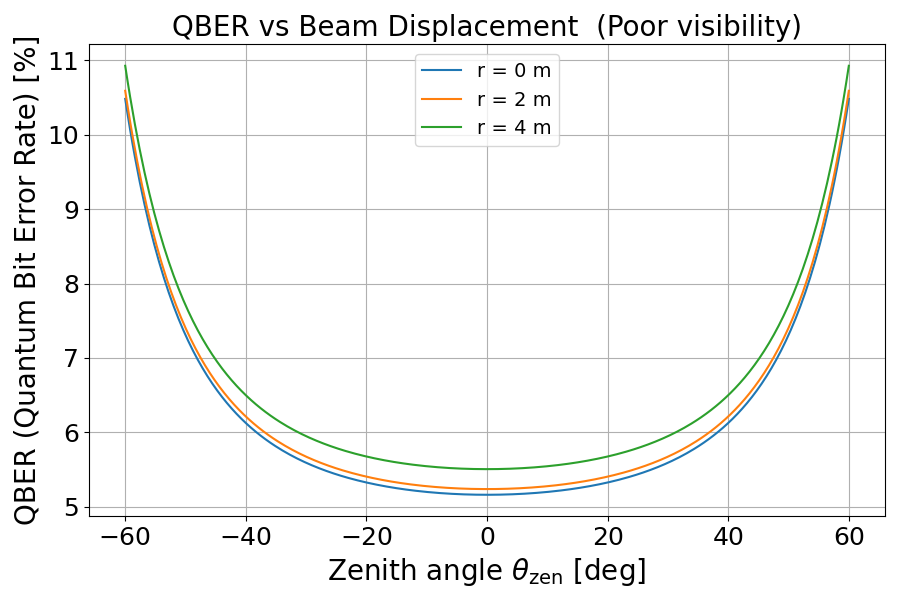 QBER vs Beam Displacement  (Poor visibility)
QBER (Quantum Bit Error Rate) [%]
11
10
9
8
7
6
5
r = 0 m
r = 2 m
r = 4 m
−60 −40 −20 0 20 40 60
Zenith angle θzen [deg]